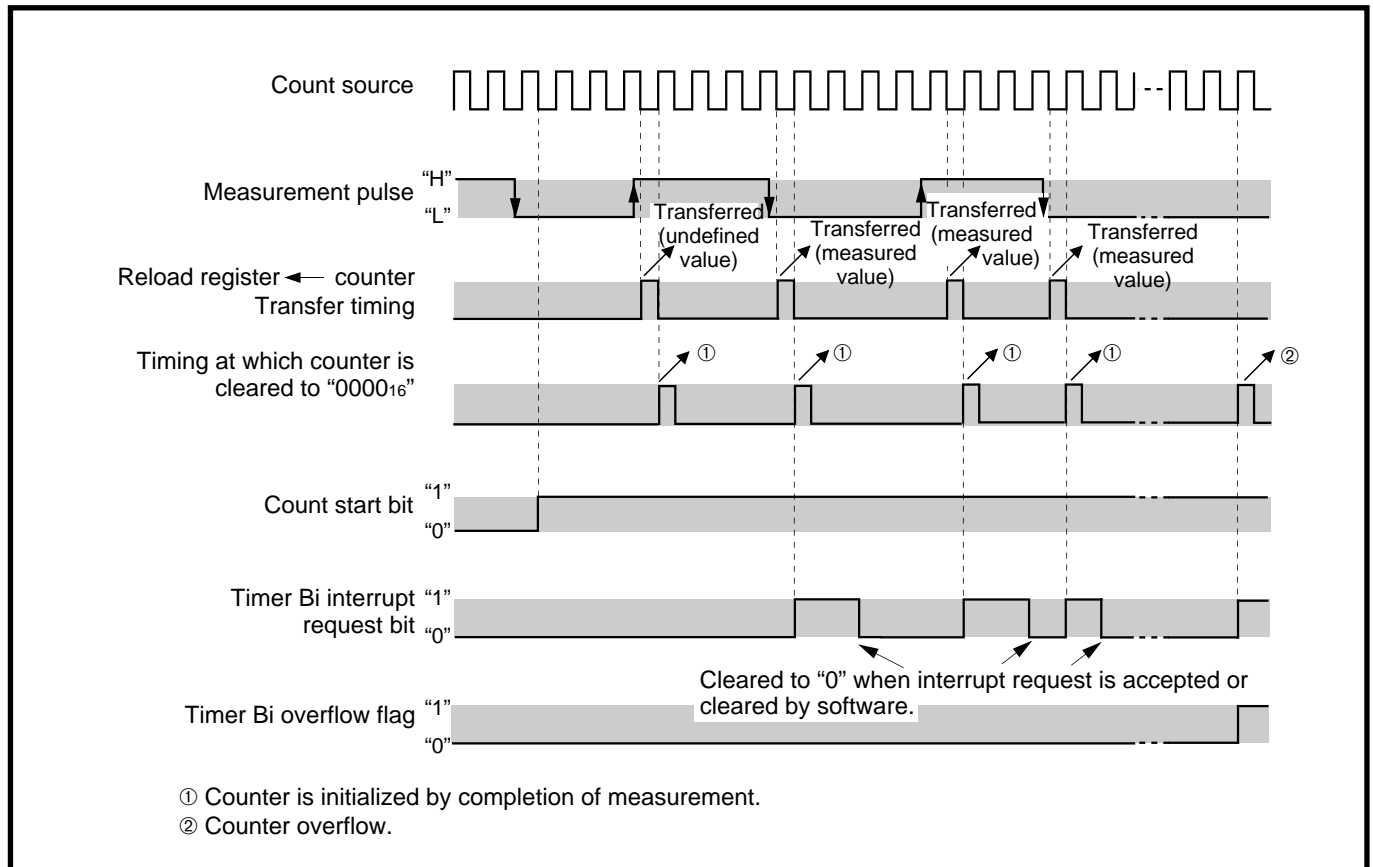 Count source
Measurement pulse
“H”
“L”
Transferred
(undefined
value)
Transferred
(measured
value)
Transferred
(measured
value)
Transferred
(measured
value)
Reload register ← counter
Transfer timing
Timing at which counter is
cleared to “0000₁₆”
①
①
①
①
②
Count start bit
“1”
“0”
Timer Bi interrupt
request bit
“1”
“0”
Cleared to “0” when interrupt request is accepted or
cleared by software.
Timer Bi overflow flag
“1”
“0”
① Counter is initialized by completion of measurement.
② Counter overflow.